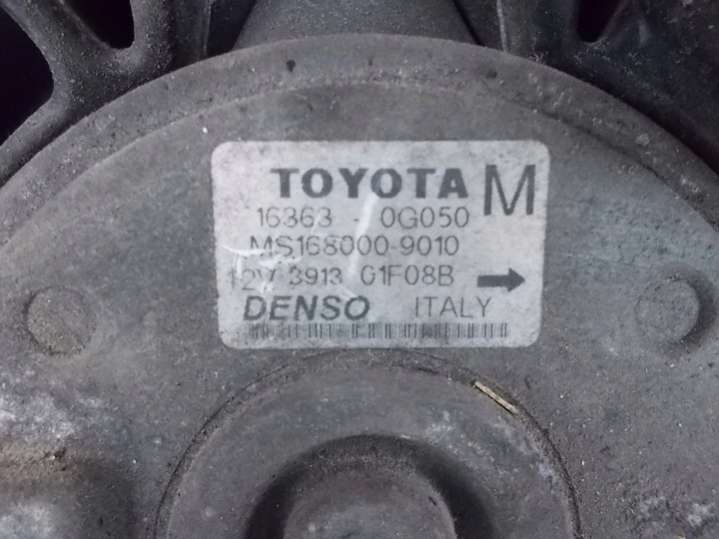 TOYOTA M
16363 - 0G050
MS168000-9010
12V 3913 01F08B
DENSO ITALY